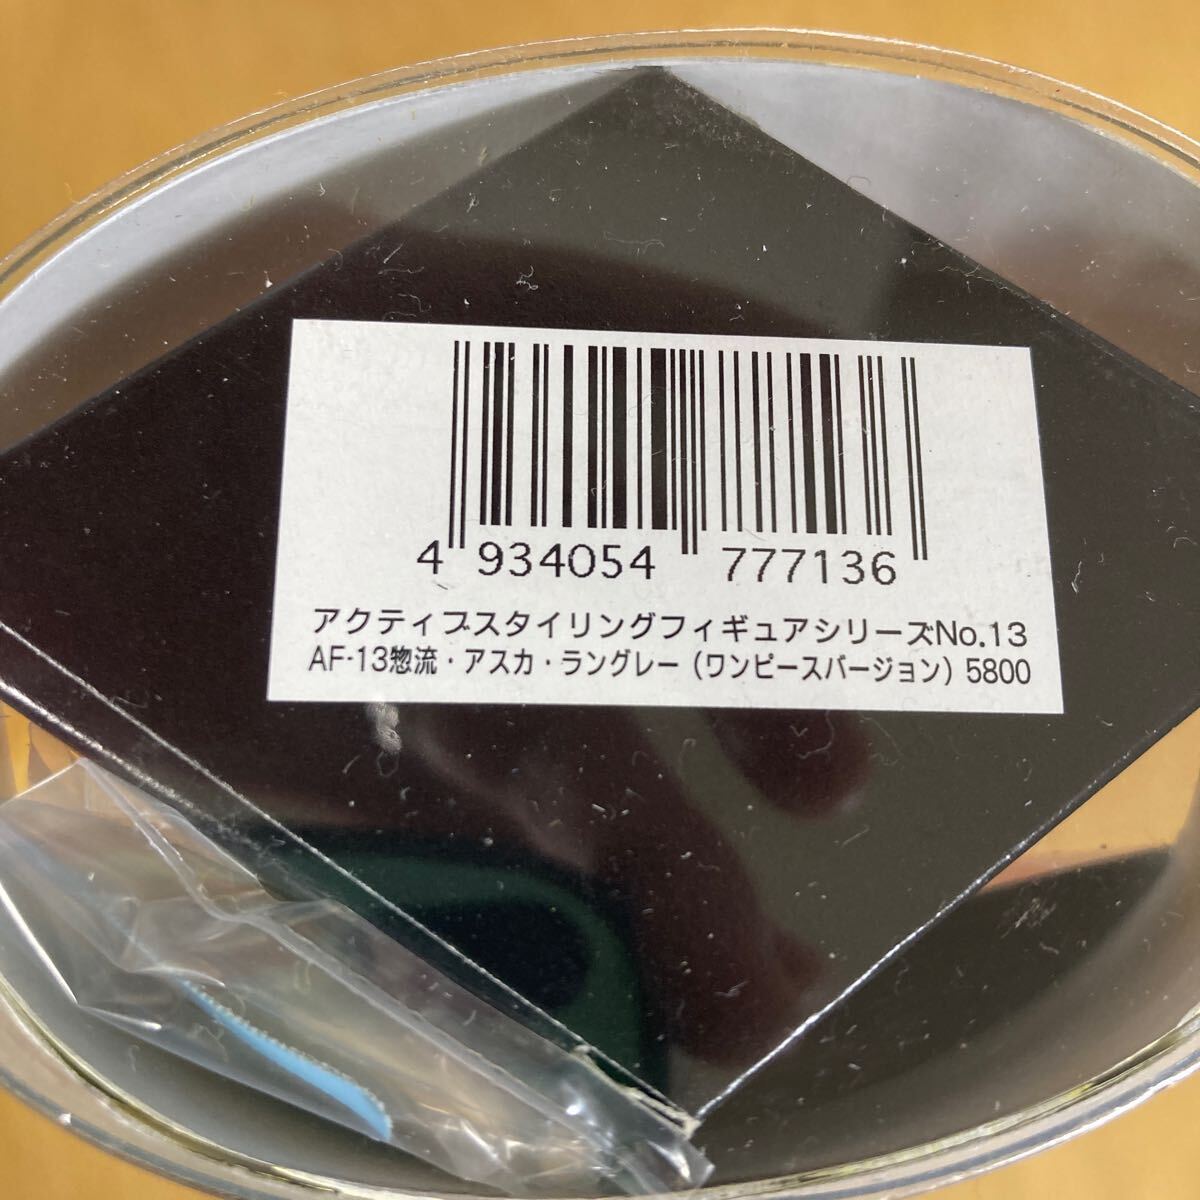 4 934054 777136
アクティブスタイリングフィギュアシリーズNo.13
AF-13惣流・アスカ・ラングレー（ワンピースバージョン）5800